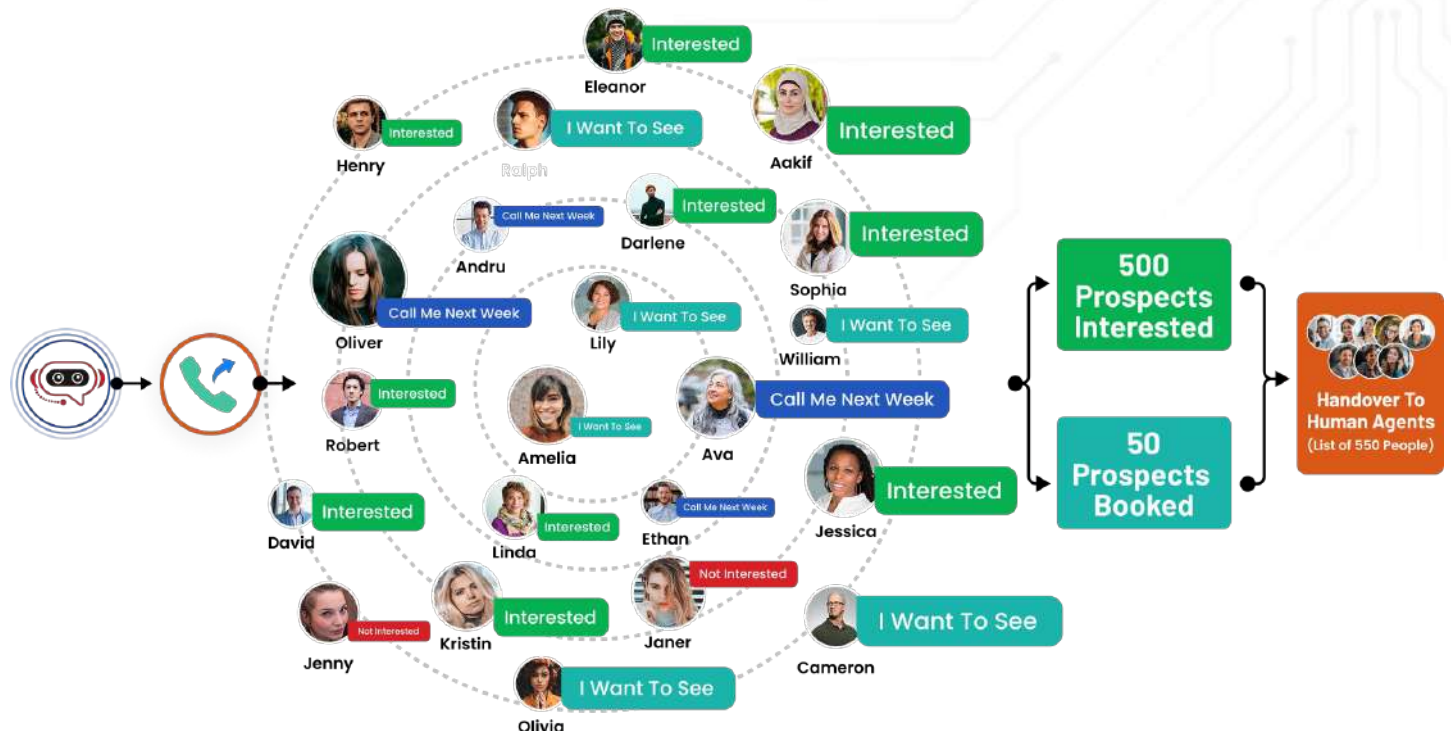 Interested
Eleanor
Interested
Henry
I Want To See
Ralph
Interested
Aakif
Call Me Next Week
Andru
Interested
Darlene
Interested
Sophia
Call Me Next Week
Oliver
I Want To See
Lily
I Want To See
William
Interested
Robert
I Want To See
Amelia
Call Me Next Week
Ava
Interested
David
Interested
Linda
Call Me Next Week
Ethan
Interested
Jessica
Not Interested
Jenny
Interested
Kristin
Not Interested
Janer
I Want To See
Cameron
I Want To See
Olivia
500
Prospects
Interested
50
Prospects
Booked
Handover To
Human Agents
(List of 550 People)